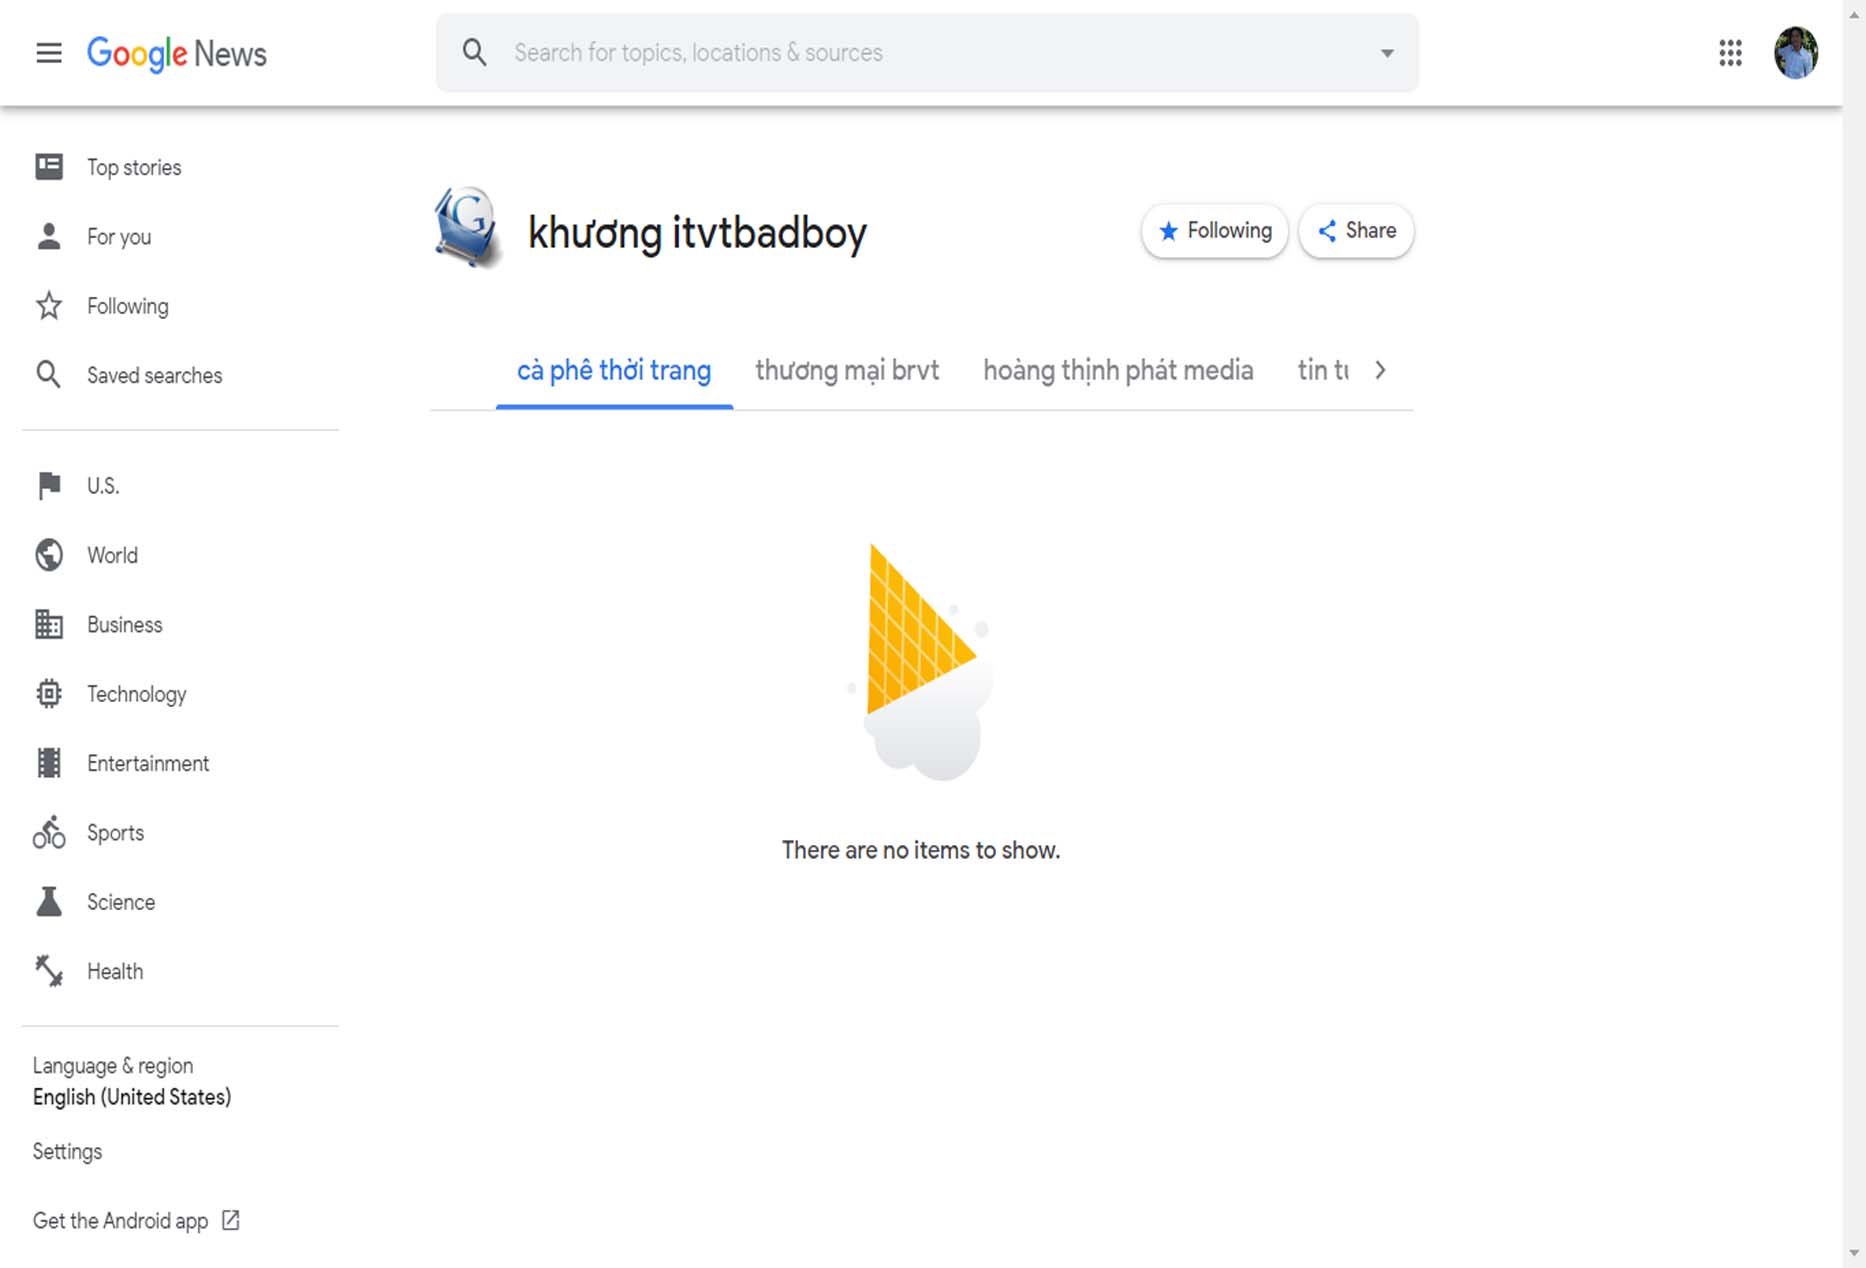 Google News
Search for topics, locations & sources
Top stories
For you
Following
Saved searches
U.S.
World
Business
Technology
Entertainment
Sports
Science
Health
Language & region
English (United States)
Settings
Get the Android app
G
khương itvtbadboy
Following
Share
cà phê thời trang
thương mại brvt
hoàng thịnh phát media
tin
There are no items to show.